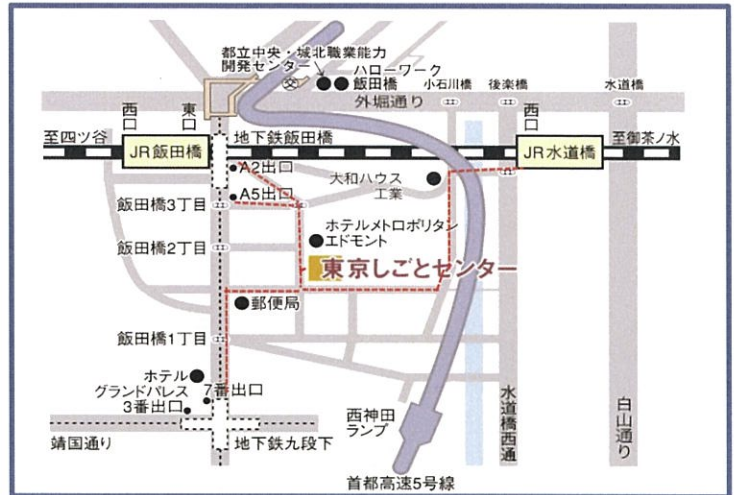 都立中央・城北職業能力
開発センター
ハローワーク
飯田橋
小石川橋
後楽橋
水道橋
外堀通り
西口
東口
西口
至四ツ谷
JR飯田橋
地下鉄飯田橋
JR水道橋
至御茶ノ水
A2出口
A5出口
大和ハウス
工業
飯田橋3丁目
ホテルメトロポリタン
エドモント
飯田橋2丁目
東京しごとセンター
郵便局
飯田橋1丁目
ホテル
グランドパレス
7番出口
3番出口
西神田
ランプ
水道橋西通
白山通り
靖国通り
地下鉄九段下
首都高速5号線